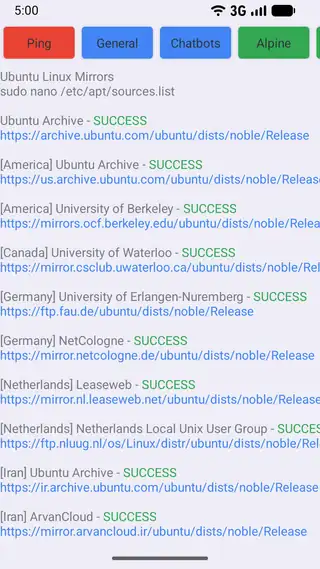 5:00 3G
Ping General Chatbots Alpine
Ubuntu Linux Mirrors
sudo nano /etc/apt/sources.list
Ubuntu Archive - SUCCESS
https://archive.ubuntu.com/ubuntu/dists/noble/Release
[America] Ubuntu Archive - SUCCESS
https://us.archive.ubuntu.com/ubuntu/dists/noble/Release
[America] University of Berkeley - SUCCESS
https://mirrors.ocf.berkeley.edu/ubuntu/dists/noble/Relea
[Canada] University of Waterloo - SUCCESS
https://mirror.csclub.uwaterloo.ca/ubuntu/dists/noble/Rel
[Germany] University of Erlangen-Nuremberg - SUCCESS
https://ftp.fau.de/ubuntu/dists/noble/Release
[Germany] NetCologne - SUCCESS
https://mirror.netcologne.de/ubuntu/dists/noble/Release
[Netherlands] Leaseweb - SUCCESS
https://mirror.nl.leaseweb.net/ubuntu/dists/noble/Release
[Netherlands] Netherlands Local Unix User Group - SUCCES
https://ftp.nluug.nl/os/Linux/distr/ubuntu/dists/noble/Rele
[Iran] Ubuntu Archive - SUCCESS
https://ir.archive.ubuntu.com/ubuntu/dists/noble/Release
[Iran] ArvanCloud - SUCCESS
https://mirror.arvancloud.ir/ubuntu/dists/noble/Release